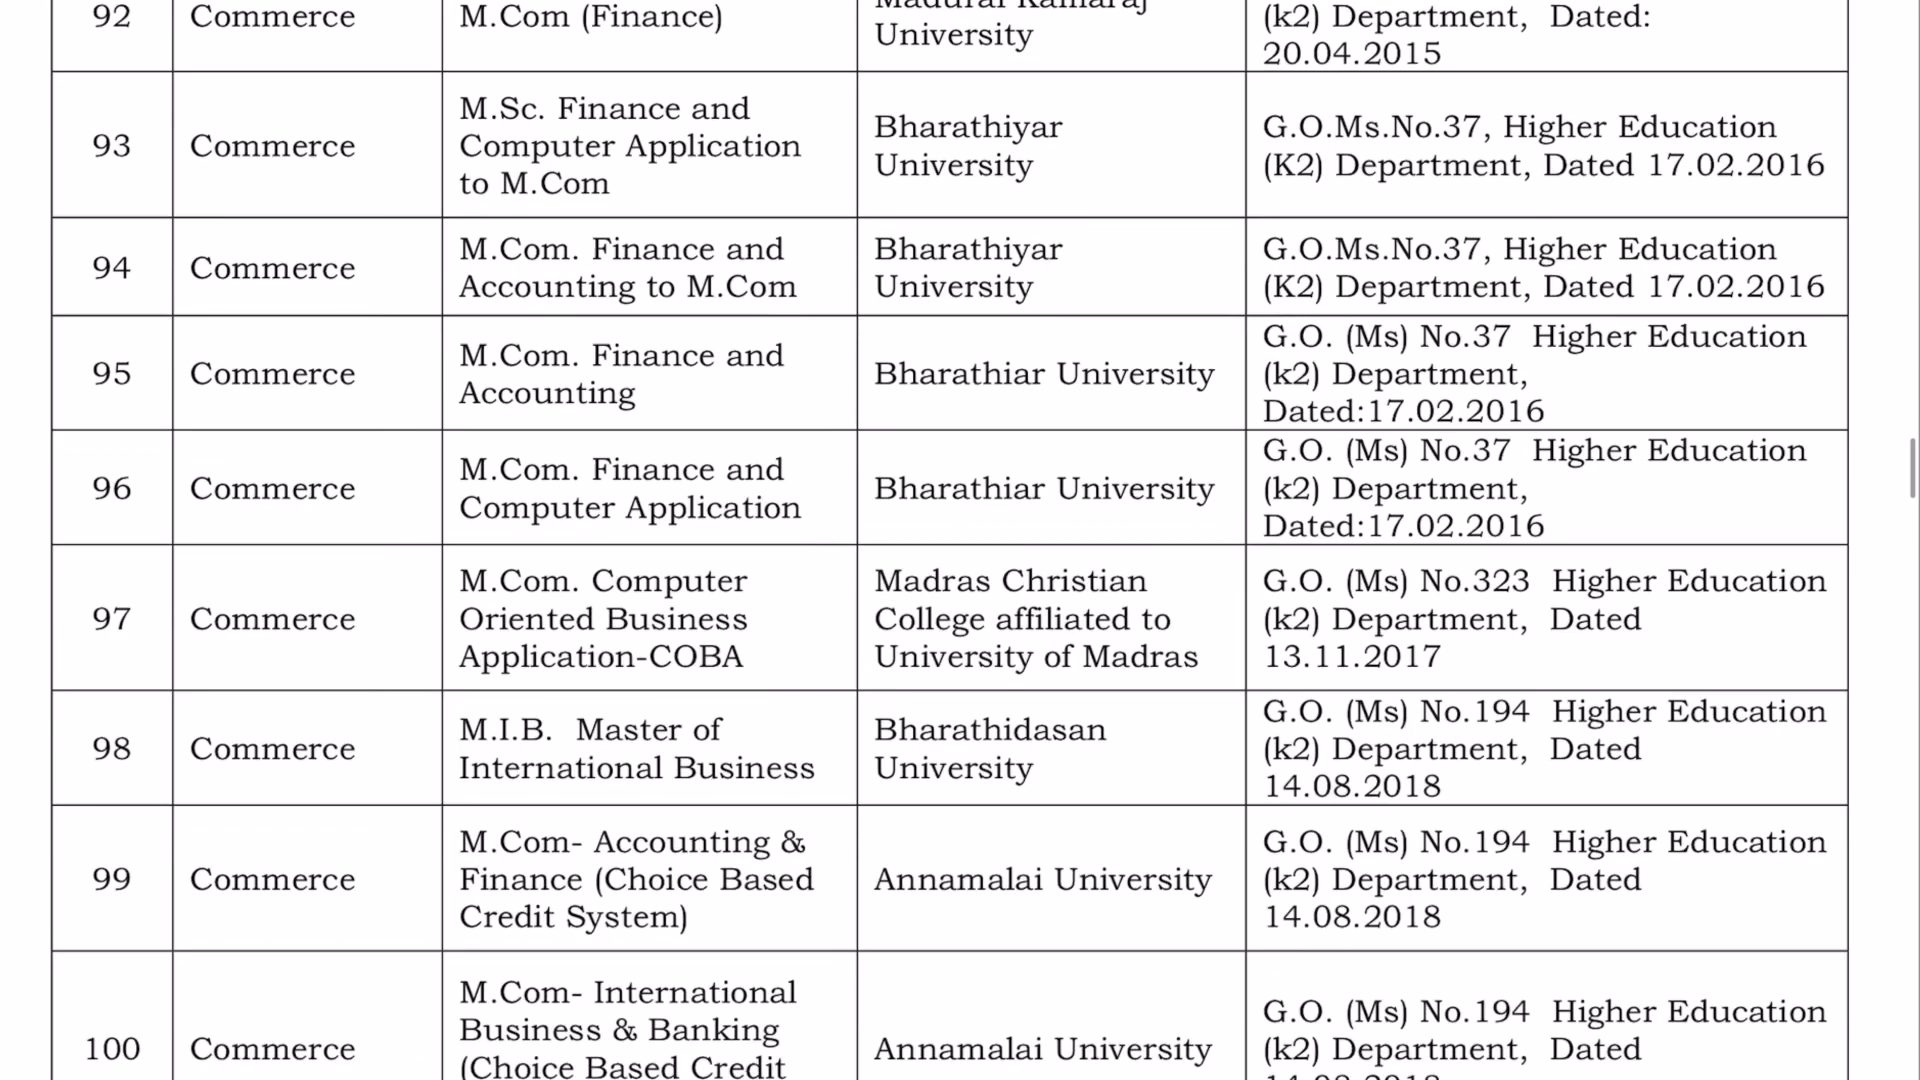 92
Commerce
M.Com (Finance)
Madurai Kamaraj
University
(k2) Department, Dated:
20.04.2015
93
Commerce
M.Sc. Finance and
Computer Application
to M.Com
Bharathiyar
University
G.O.Ms.No.37, Higher Education
(K2) Department, Dated 17.02.2016
94
Commerce
M.Com. Finance and
Accounting to M.Com
Bharathiyar
University
G.O.Ms.No.37, Higher Education
(K2) Department, Dated 17.02.2016
95
Commerce
M.Com. Finance and
Accounting
Bharathiar University
G.O. (Ms) No.37 Higher Education
(k2) Department,
Dated:17.02.2016
96
Commerce
M.Com. Finance and
Computer Application
Bharathiar University
G.O. (Ms) No.37 Higher Education
(k2) Department,
Dated:17.02.2016
97
Commerce
M.Com. Computer
Oriented Business
Application-COBA
Madras Christian
College affiliated to
University of Madras
G.O. (Ms) No.323 Higher Education
(k2) Department, Dated
13.11.2017
98
Commerce
M.I.B. Master of
International Business
Bharathidasan
University
G.O. (Ms) No.194 Higher Education
(k2) Department, Dated
14.08.2018
99
Commerce
M.Com- Accounting &
Finance (Choice Based
Credit System)
Annamalai University
G.O. (Ms) No.194 Higher Education
(k2) Department, Dated
14.08.2018
100
Commerce
M.Com- International
Business & Banking
(Choice Based Credit
Annamalai University
G.O. (Ms) No.194 Higher Education
(k2) Department, Dated